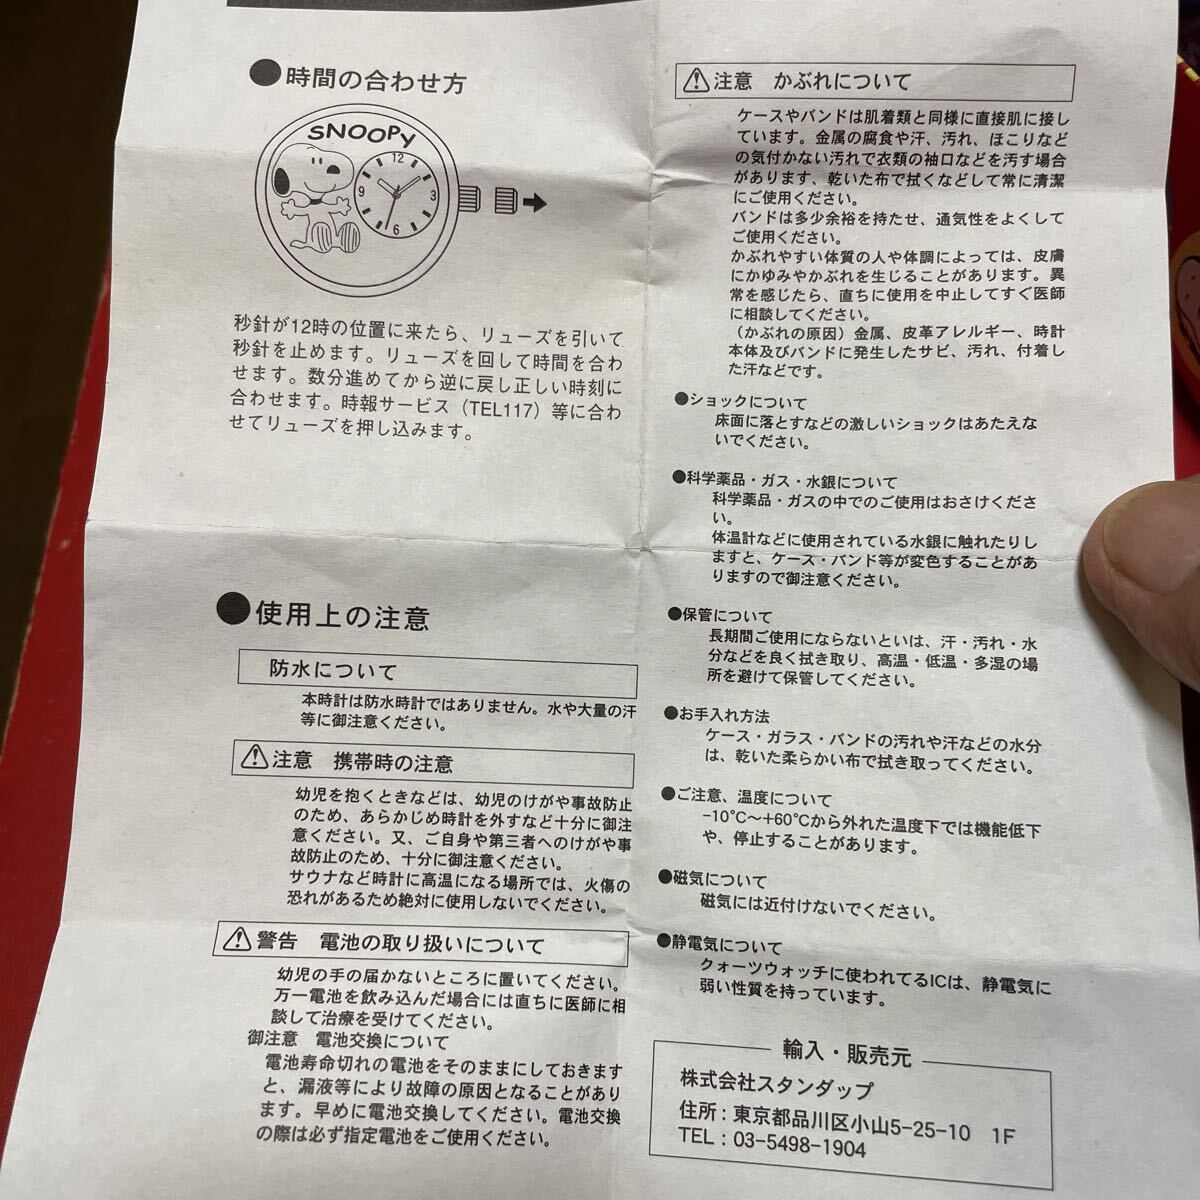 ●時間の合わせ方
SNOOPY
12
9
3
6
秒針が12時の位置に来たら、リューズを引いて
秒針を止めます。リューズを回して時間を合わ
せます。数分進めてから逆に戻し正しい時刻に
合わせます。時報サービス（TEL117）等に合わ
せてリューズを押し込みます。
●使用上の注意
防水について
本時計は防水時計ではありません。水や大量の汗
等に御注意ください。
注意　携帯時の注意
幼児を抱くときなどは、幼児のけがや事故防止
のため、あらかじめ時計を外すなど十分に御注
意ください。又、ご自身や第三者へのけがや事
故防止のため、十分に御注意ください。
サウナなど時計に高温になる場所では、火傷の
恐れがあるため絶対に使用しないでください。
警告　電池の取り扱いについて
幼児の手の届かないところに置いてください。
万一電池を飲み込んだ場合には直ちに医師に相
談して治療を受けてください。
御注意　電池交換について
電池寿命切れの電池をそのままにしておきます
と、漏液等により故障の原因となることがあり
ます。早めに電池交換してください。電池交換
の際は必ず指定電池をご使用ください。
注意　かぶれについて
ケースやバンドは肌着類と同様に直接肌に接し
ています。金属の腐食や汗、汚れ、ほこりなど
の気付かない汚れで衣類の袖口などを汚す場合
があります、乾いた布で拭くなどして常に清潔
にご使用ください。
バンドは多少余裕を持たせ、通気性をよくして
ご使用ください。
かぶれやすい体質の人や体調によっては、皮膚
にかゆみやかぶれを生じることがあります。異
常を感じたら、直ちに使用を中止してすぐ医師
に相談してください。
（かぶれの原因）金属、皮革アレルギー、時計
本体及びバンドに発生したサビ、汚れ、付着し
た汗などです。
●ショックについて
床面に落とすなどの激しいショックはあたえな
いでください。
●科学薬品・ガス・水銀について
科学薬品・ガスの中でのご使用はおさけくださ
い。
体温計などに使用されている水銀に触れたりし
ますと、ケース・バンド等が変色することがあ
りますので御注意ください。
●保管について
長期間ご使用にならないといは、汗・汚れ・水
分などを良く拭き取り、高温・低温・多湿の場
所を避けて保管してください。
●お手入れ方法
ケース・ガラス・バンドの汚れや汗などの水分
は、乾いた柔らかい布で拭き取ってください。
●ご注意、温度について
-10℃～+60℃から外れた温度下では機能低下
や、停止することがあります。
●磁気について
磁気には近付けないでください。
●静電気について
クォーツウォッチに使われてるICは、静電気に
弱い性質を持っています。
輸入・販売元
株式会社スタンダップ
住所：東京都品川区小山5-25-10　1F
TEL：03-5498-1904